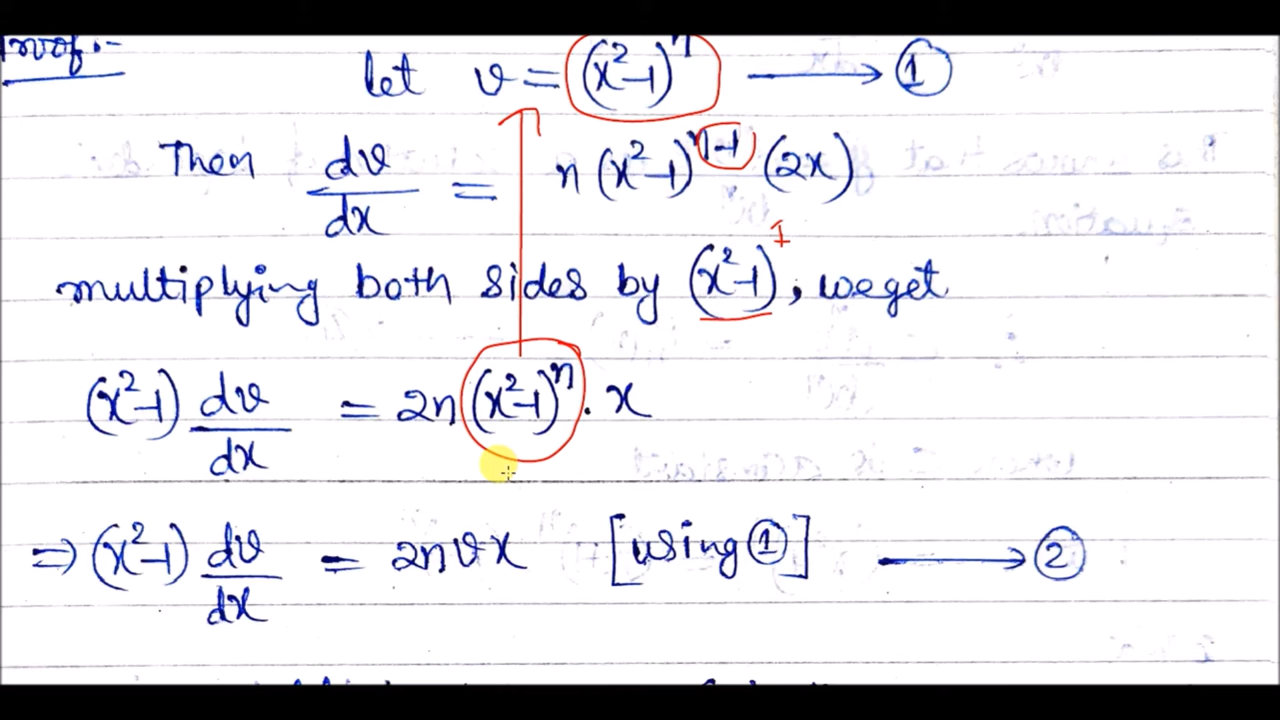 Proof:-
let v = (x²-1)ⁿ ⟶ ①
Then dv/dx = n(x²-1)ⁿ⁻¹ (2x)
1
multiplying both sides by (x²-1), we get
(x²-1) dv/dx = 2n(x²-1)ⁿ . x
⇒ (x²-1) dv/dx = 2nvx [using ①] ⟶ ②